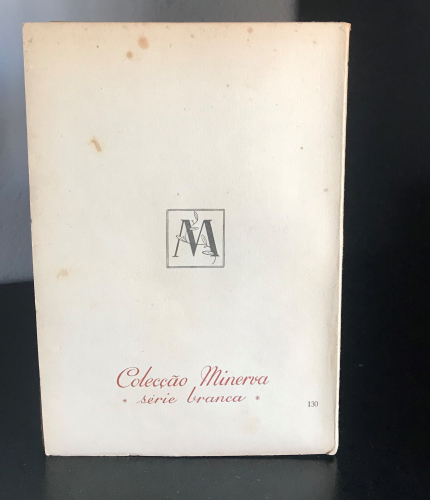 M
Colecção Minerva
* série branca *
130